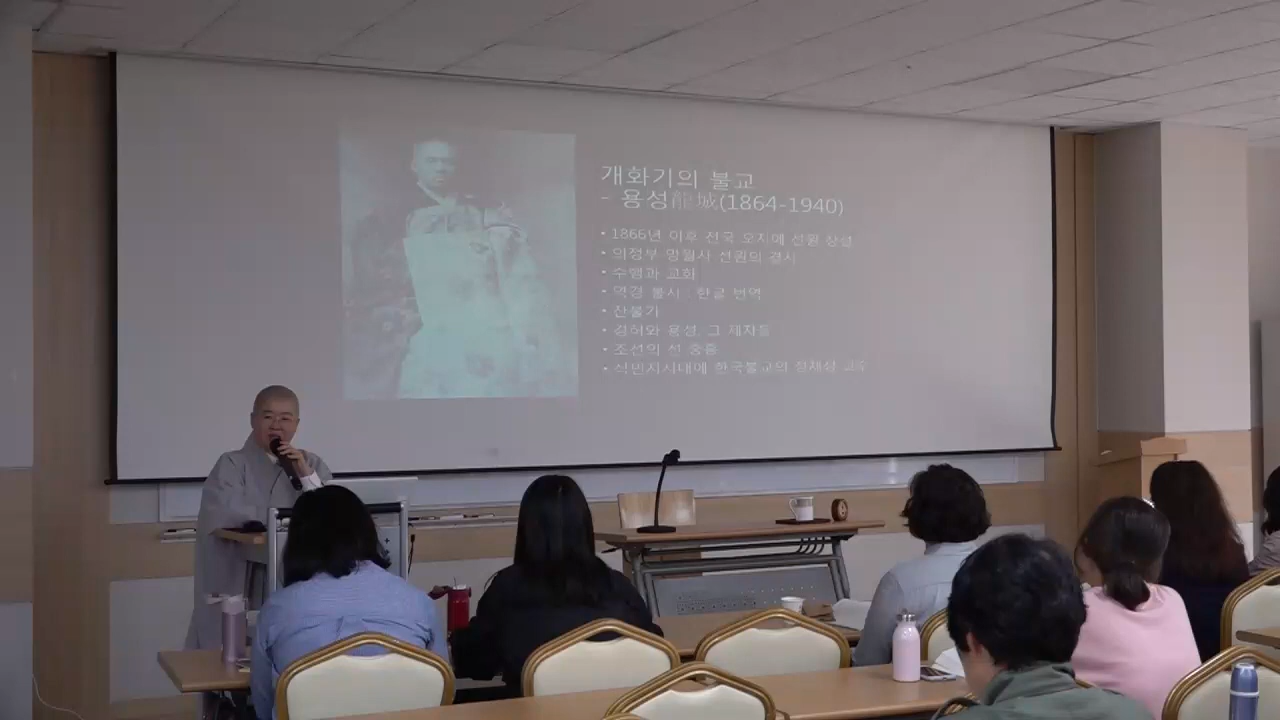 개화기의 불교
- 용성龍城(1864-1940)
• 1866년 이후 전국 오지에 선원 창설
• 의정부 망월사 선원의 결사
• 수행과 교화
• 역경 불사 : 한글 번역
• 찬불가
• 경허와 용성, 그 제자들
• 조선의 선 중흥
• 식민지시대에 한국불교의 정체성 고수